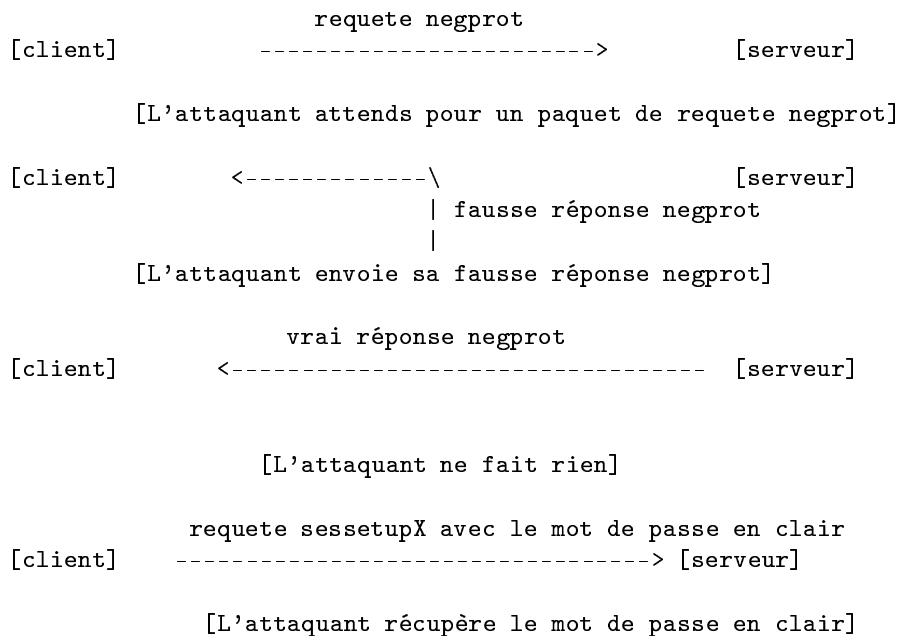 requete negprot
[client] ------------------------> [serveur]
[L'attaquant attends pour un paquet de requete negprot]
[client] <-------------\ [serveur]
| fausse réponse negprot
|
[L'attaquant envoie sa fausse réponse negprot]
vrai réponse negprot
[client] <---------------------------------- [serveur]
[L'attaquant ne fait rien]
requete sessetupX avec le mot de passe en clair
[client] ----------------------------------> [serveur]
[L'attaquant récupère le mot de passe en clair]